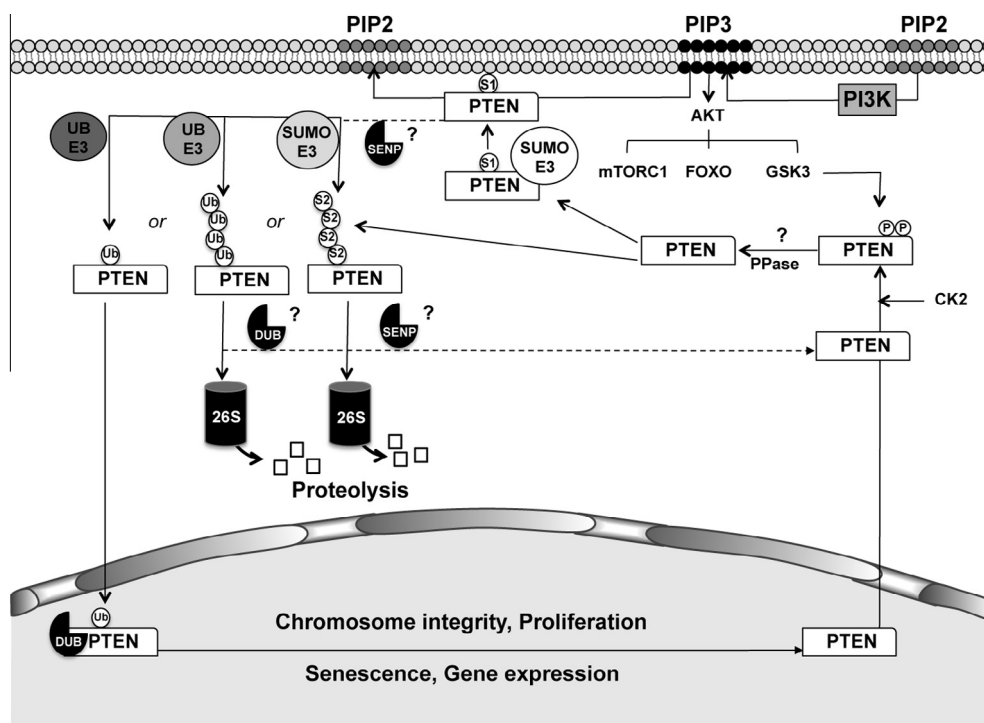 PIP2
PIP3
PIP2
S1
PTEN
PI3K
AKT
UB
E3
UB
E3
SUMO
E3
SENP
?
S1
PTEN
SUMO
E3
mTORC1
FOXO
GSK3
Ub
PTEN
or
Ub
Ub
Ub
Ub
PTEN
or
S2
S2
S2
S2
PTEN
PTEN
?
PPase
P
P
PTEN
CK2
DUB
?
SENP
?
PTEN
26S
26S
Proteolysis
Ub
DUB
PTEN
Chromosome integrity, Proliferation
Senescence, Gene expression
PTEN